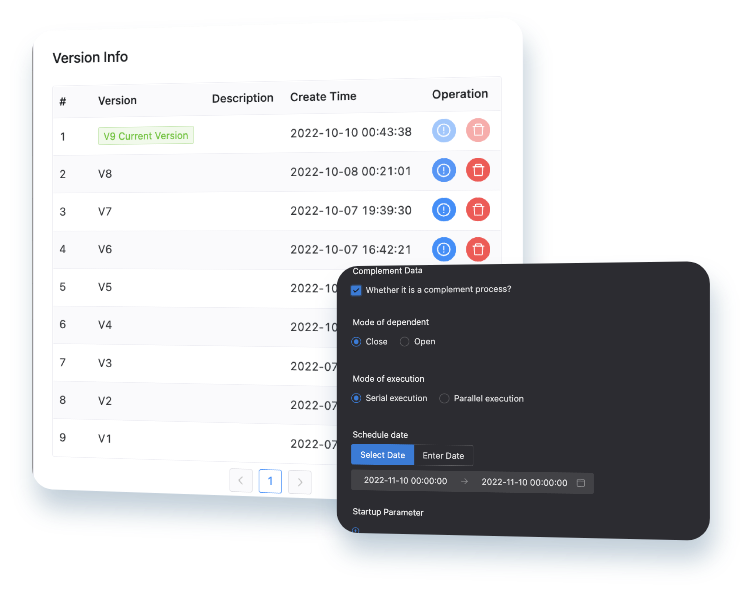 Version Info
# Version Description Create Time Operation
1 V9 Current Version 2022-10-10 00:43:38
2 V8 2022-10-08 00:21:01
3 V7 2022-10-07 19:39:30
4 V6 2022-10-07 16:42:21
5 V5 2022-10
6 V4 2022-10
7 V3 2022-07
8 V2 2022-07
9 V1 2022-07
< 1 >
Complement Data
Whether it is a complement process?
Mode of dependent
Close Open
Mode of execution
Serial execution Parallel execution
Schedule date
Select Date Enter Date
2022-11-10 00:00:00 → 2022-11-10 00:00:00
Startup Parameter